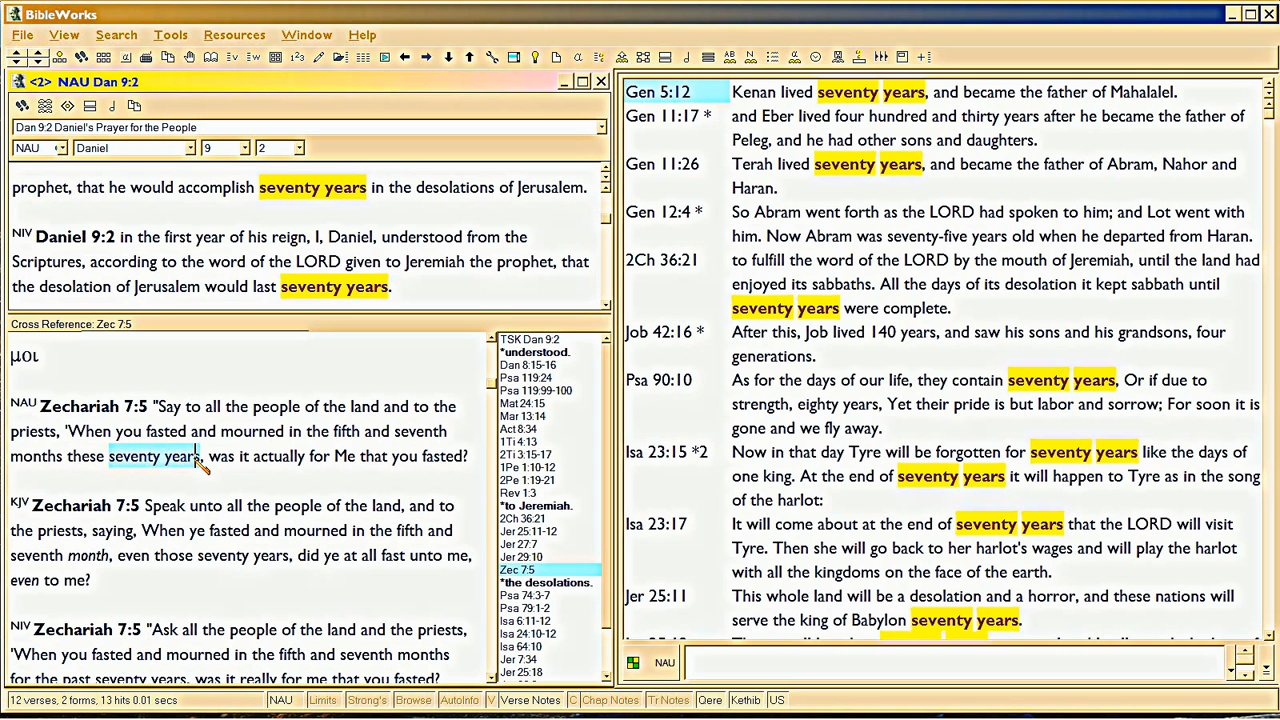 BibleWorks
File View Search Tools Resources Window Help
<2> NAU Dan 9:2
Dan 9:2 Daniel's Prayer for the People
NAU Daniel 9 2
prophet, that he would accomplish seventy years in the desolations of Jerusalem.
NIV Daniel 9:2 in the first year of his reign, I, Daniel, understood from the
Scriptures, according to the word of the LORD given to Jeremiah the prophet, that
the desolation of Jerusalem would last seventy years.
Cross Reference: Zec 7:5
μοι
NAU Zechariah 7:5 "Say to all the people of the land and to the
priests, 'When you fasted and mourned in the fifth and seventh
months these seventy years, was it actually for Me that you fasted?
KJV Zechariah 7:5 Speak unto all the people of the land, and to
the priests, saying, When ye fasted and mourned in the fifth and
seventh month, even those seventy years, did ye at all fast unto me,
even to me?
NIV Zechariah 7:5 "Ask all the people of the land and the priests,
'When you fasted and mourned in the fifth and seventh months
for the past seventy years, was it really for me that you fasted?
TSK Dan 9:2
*understood.
Dan 8:15-16
Psa 119:24
Psa 119:99-100
Mat 24:15
Mar 13:14
Act 8:34
1Ti 4:13
2Ti 3:15-17
1Pe 1:10-12
2Pe 1:19-21
Rev 1:3
*to Jeremiah.
2Ch 36:21
Jer 25:11-12
Jer 27:7
Jer 29:10
Zec 7:5
*the desolations.
Psa 74:3-7
Psa 79:1-2
Isa 6:11-12
Isa 24:10-12
Isa 64:10
Jer 7:34
Jer 25:18
Gen 5:12 Kenan lived seventy years, and became the father of Mahalalel.
Gen 11:17 * and Eber lived four hundred and thirty years after he became the father of
Peleg, and he had other sons and daughters.
Gen 11:26 Terah lived seventy years, and became the father of Abram, Nahor and
Haran.
Gen 12:4 * So Abram went forth as the LORD had spoken to him; and Lot went with
him. Now Abram was seventy-five years old when he departed from Haran.
2Ch 36:21 to fulfill the word of the LORD by the mouth of Jeremiah, until the land had
enjoyed its sabbaths. All the days of its desolation it kept sabbath until
seventy years were complete.
Job 42:16 * After this, Job lived 140 years, and saw his sons and his grandsons, four
generations.
Psa 90:10 As for the days of our life, they contain seventy years, Or if due to
strength, eighty years, Yet their pride is but labor and sorrow; For soon it is
gone and we fly away.
Isa 23:15 *2 Now in that day Tyre will be forgotten for seventy years like the days of
one king. At the end of seventy years it will happen to Tyre as in the song
of the harlot:
Isa 23:17 It will come about at the end of seventy years that the LORD will visit
Tyre. Then she will go back to her harlot's wages and will play the harlot
with all the kingdoms on the face of the earth.
Jer 25:11 This whole land will be a desolation and a horror, and these nations will
serve the king of Babylon seventy years.
NAU
12 verses, 2 forms, 13 hits 0.01 secs NAU Limits Strong's Browse AutoInfo V Verse Notes C Chap Notes Tr Notes Qere Kethib US